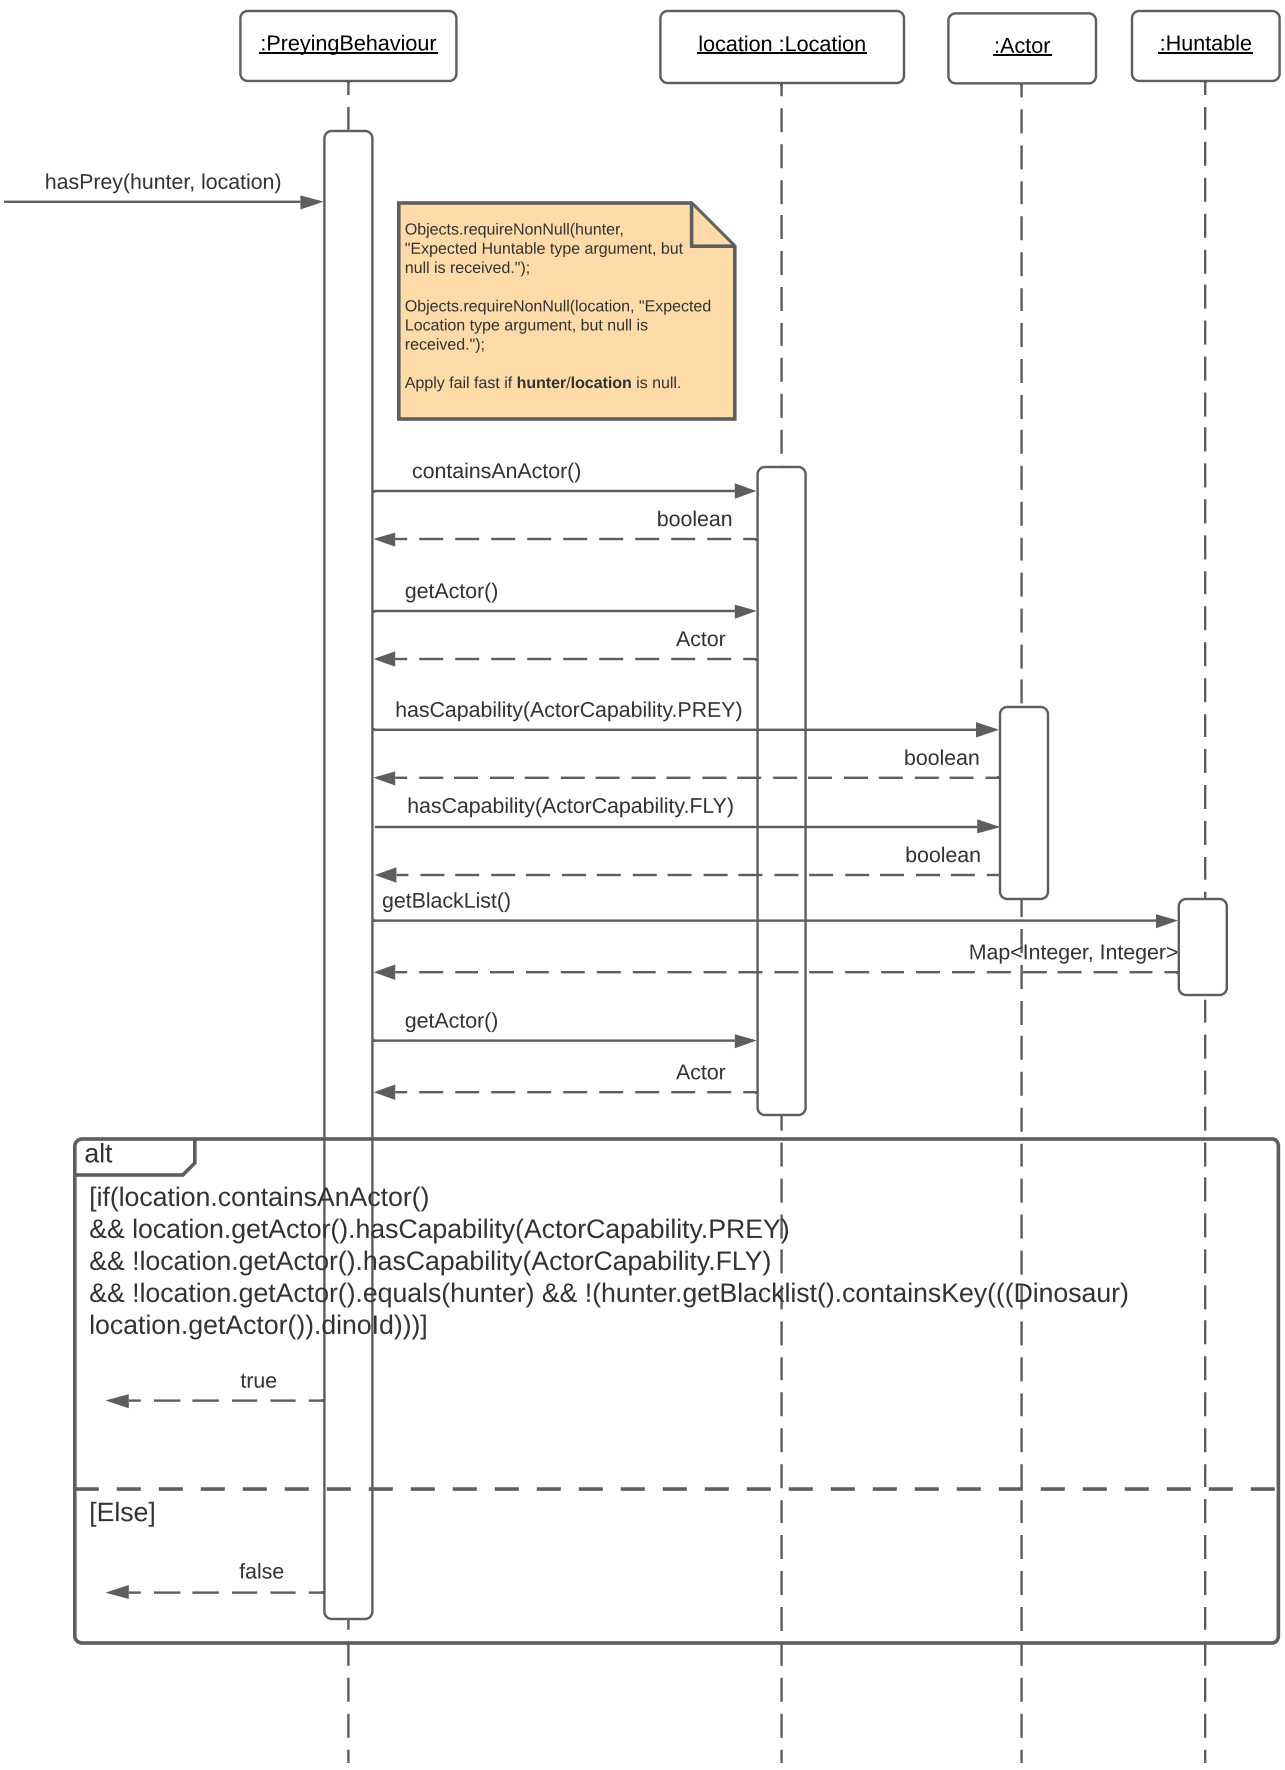 :PreyingBehaviour
location :Location
:Actor
:Huntable
hasPrey(hunter, location)
Objects.requireNonNull(hunter,
"Expected Huntable type argument, but
null is received.");
Objects.requireNonNull(location, "Expected
Location type argument, but null is
received.");
Apply fail fast if hunter/location is null.
containsAnActor()
boolean
getActor()
Actor
hasCapability(ActorCapability.PREY)
boolean
hasCapability(ActorCapability.FLY)
boolean
getBlackList()
Map<Integer, Integer>
getActor()
Actor
alt
[if(location.containsAnActor()
&& location.getActor().hasCapability(ActorCapability.PREY)
&& !location.getActor().hasCapability(ActorCapability.FLY)
&& !location.getActor().equals(hunter) && !(hunter.getBlacklist().containsKey(((Dinosaur)
location.getActor()).dinoId)))]
true
[Else]
false